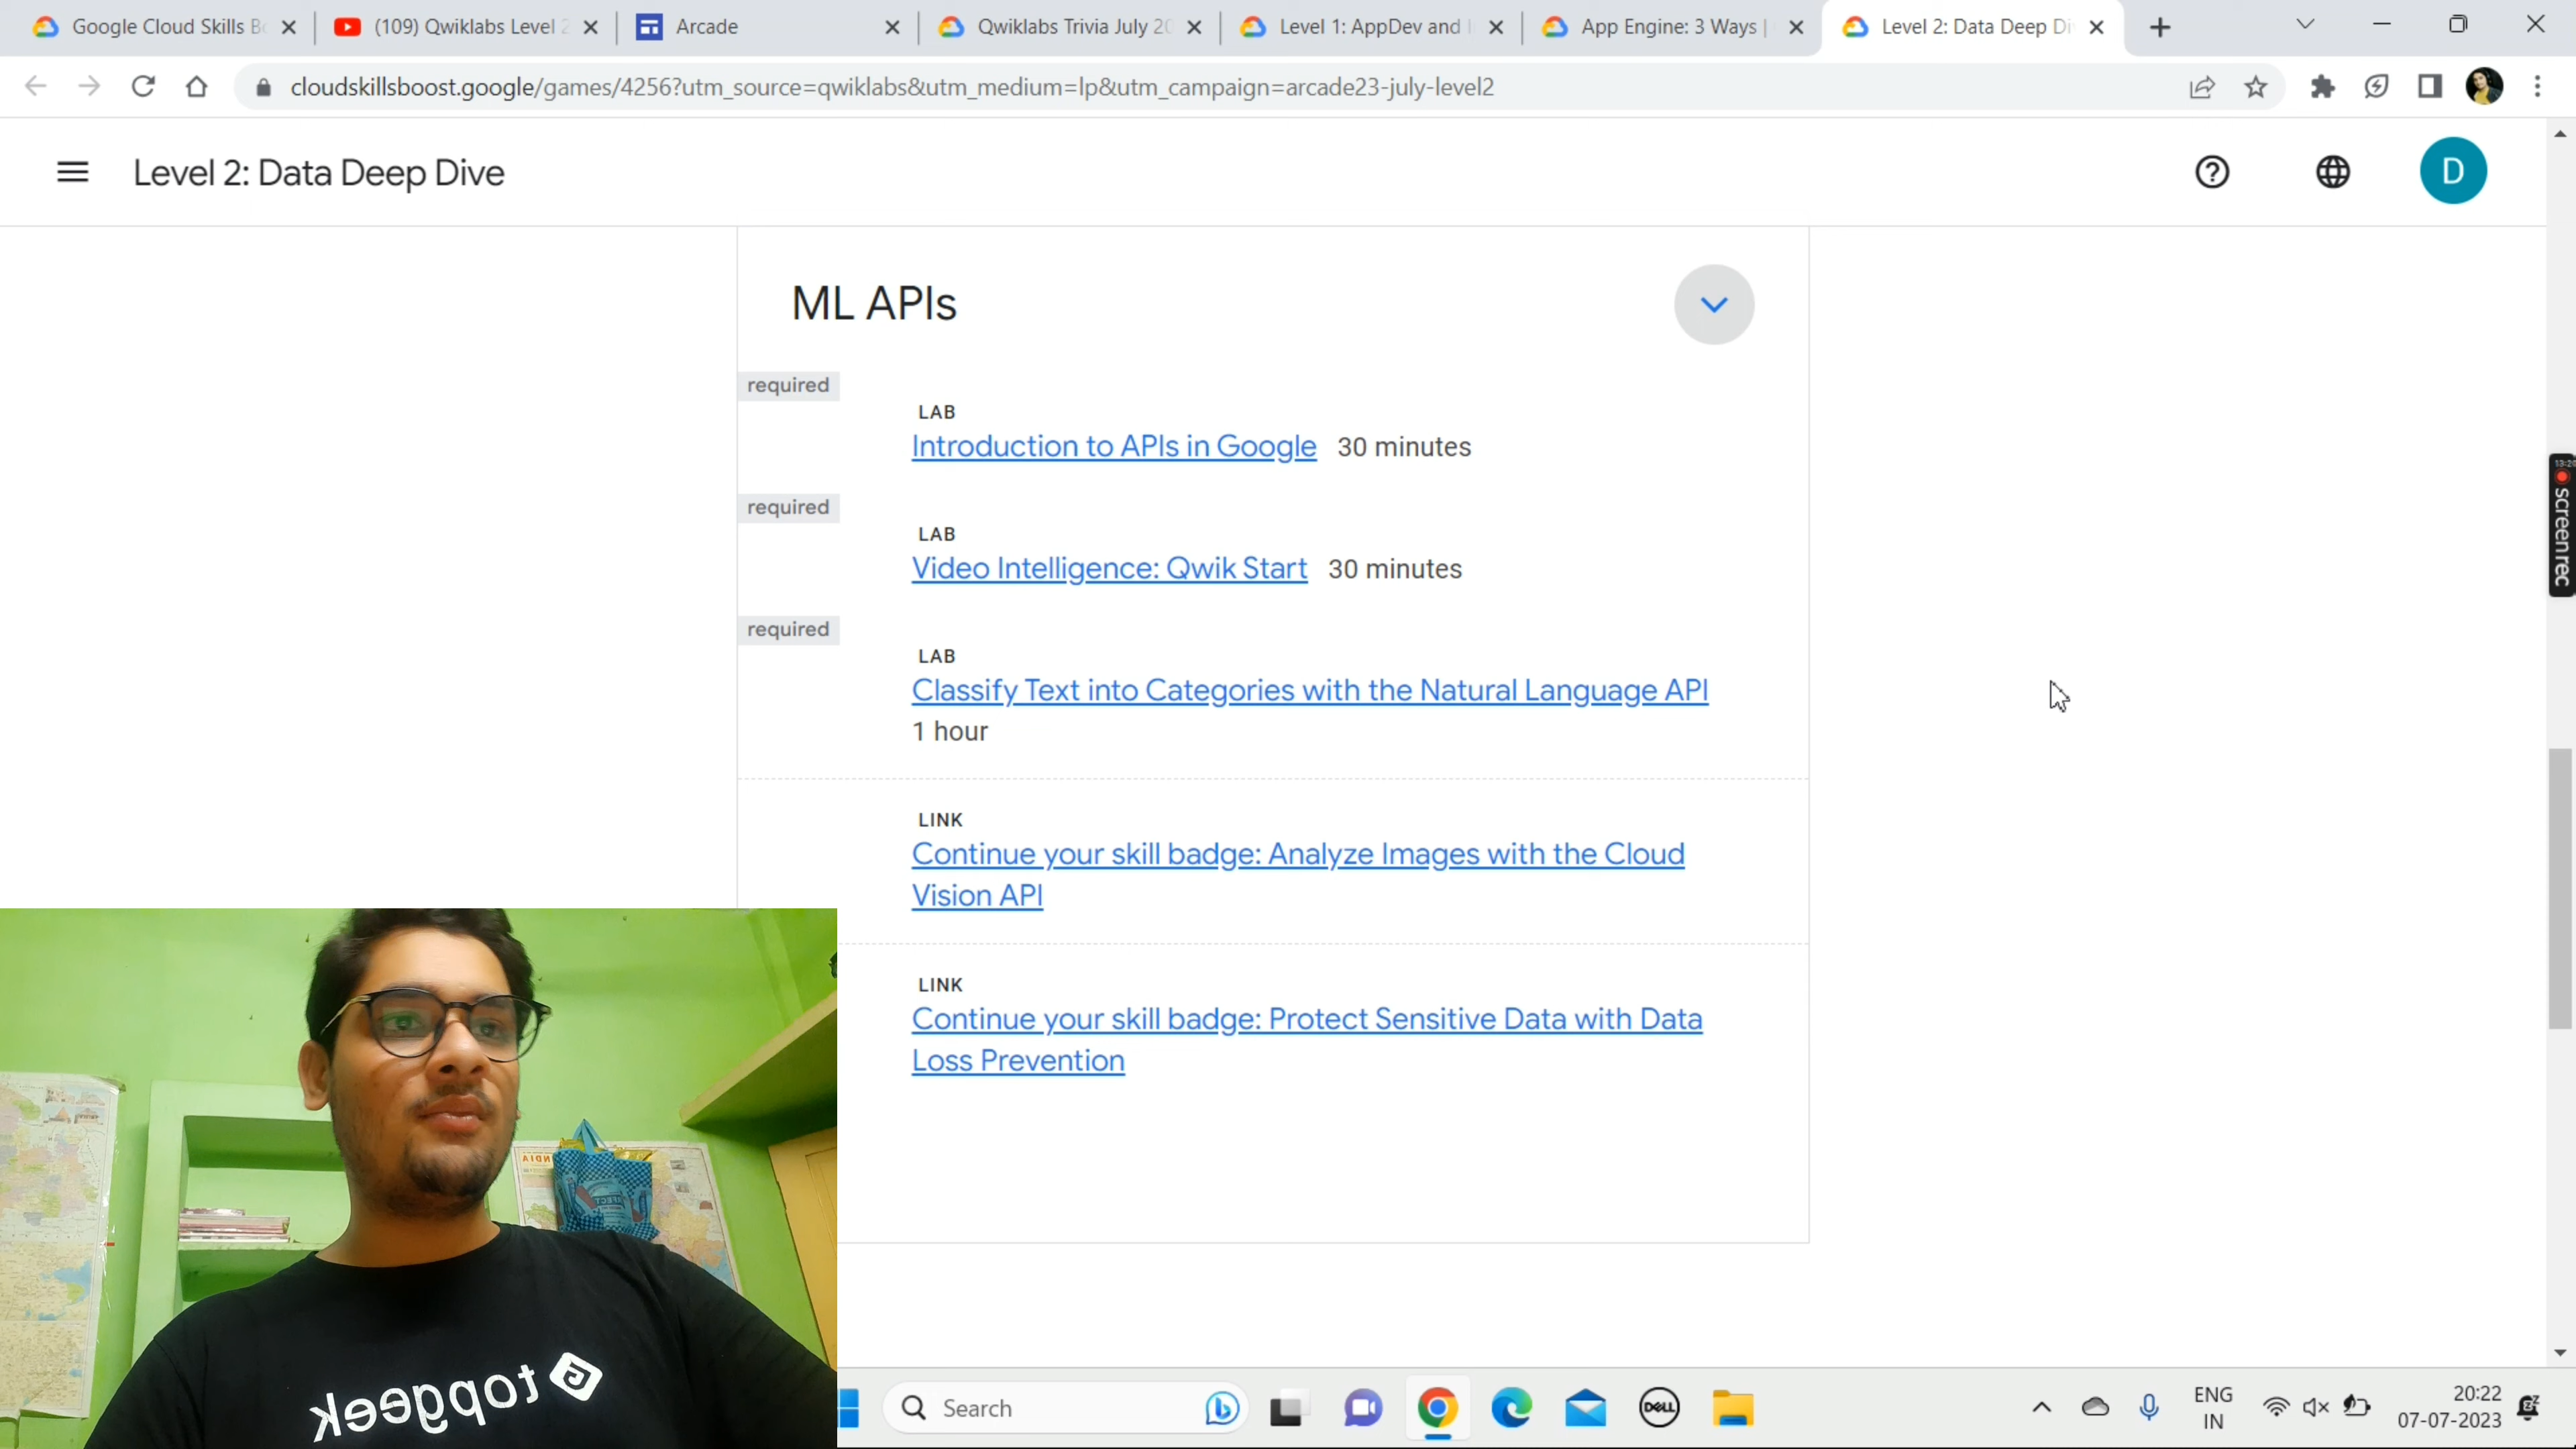 Google Cloud Skills Bo
(109) Qwiklabs Level 2
Arcade
Qwiklabs Trivia July 20
Level 1: AppDev and I
App Engine: 3 Ways |
Level 2: Data Deep Di
cloudskillsboost.google/games/4256?utm_source=qwiklabs&utm_medium=lp&utm_campaign=arcade23-july-level2
Level 2: Data Deep Dive
D
ML APIs
required
LAB
Introduction to APIs in Google 30 minutes
required
LAB
Video Intelligence: Qwik Start 30 minutes
required
LAB
Classify Text into Categories with the Natural Language API
1 hour
LINK
Continue your skill badge: Analyze Images with the Cloud
Vision API
LINK
Continue your skill badge: Protect Sensitive Data with Data
Loss Prevention
screenrec
INDIA
topgeek
Search
DELL
ENG
IN
20:22
07-07-2023